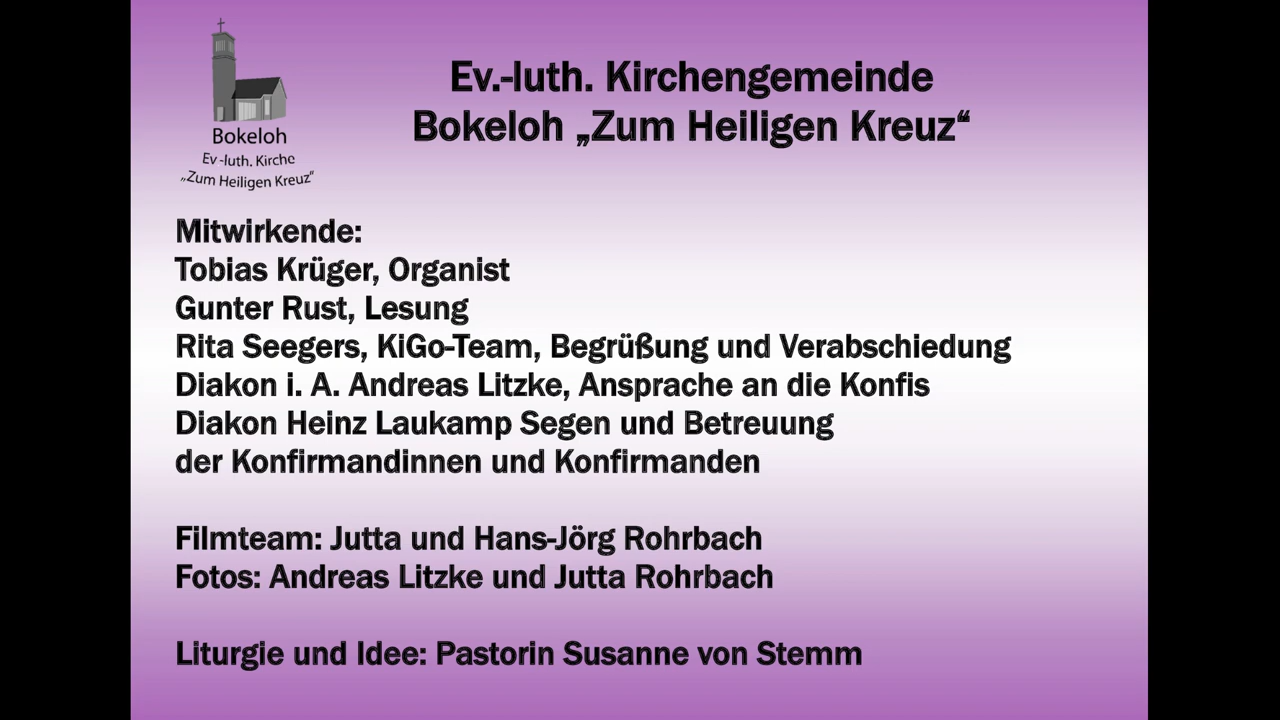 Bokeloh
Ev.-luth. Kirche
„Zum Heiligen Kreuz“
Ev.-luth. Kirchengemeinde
Bokeloh „Zum Heiligen Kreuz“
Mitwirkende:
Tobias Krüger, Organist
Gunter Rust, Lesung
Rita Seegers, KiGo-Team, Begrüßung und Verabschiedung
Diakon i. A. Andreas Litzke, Ansprache an die Konfis
Diakon Heinz Laukamp Segen und Betreuung
der Konfirmandinnen und Konfirmanden
Filmteam: Jutta und Hans-Jörg Rohrbach
Fotos: Andreas Litzke und Jutta Rohrbach
Liturgie und Idee: Pastorin Susanne von Stemm